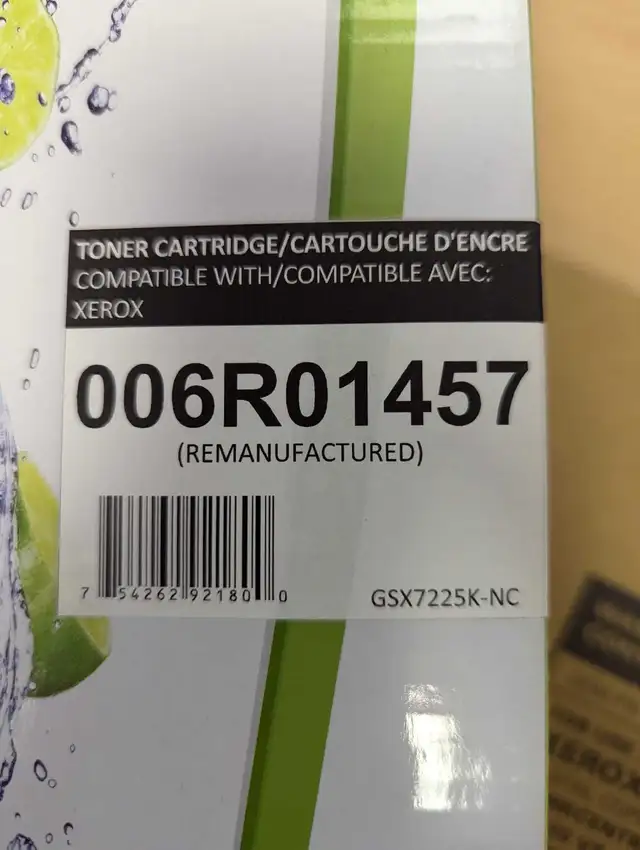 TONER CARTRIDGE/CARTOUCHE D'ENCRE
COMPATIBLE WITH/COMPATIBLE AVEC:
XEROX
006R01457
(REMANUFACTURED)
7 54262 92180 0
GSX7225K-NC